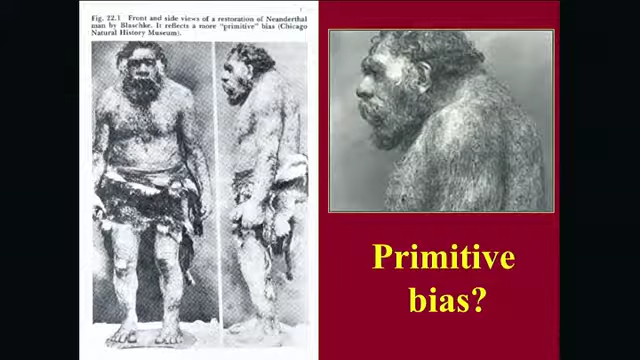 Fig. 22.1 Front and side views of a restoration of Neanderthal
man by Blaschke. It reflects a more "primitive" bias (Chicago
Natural History Museum).
Primitive
bias?